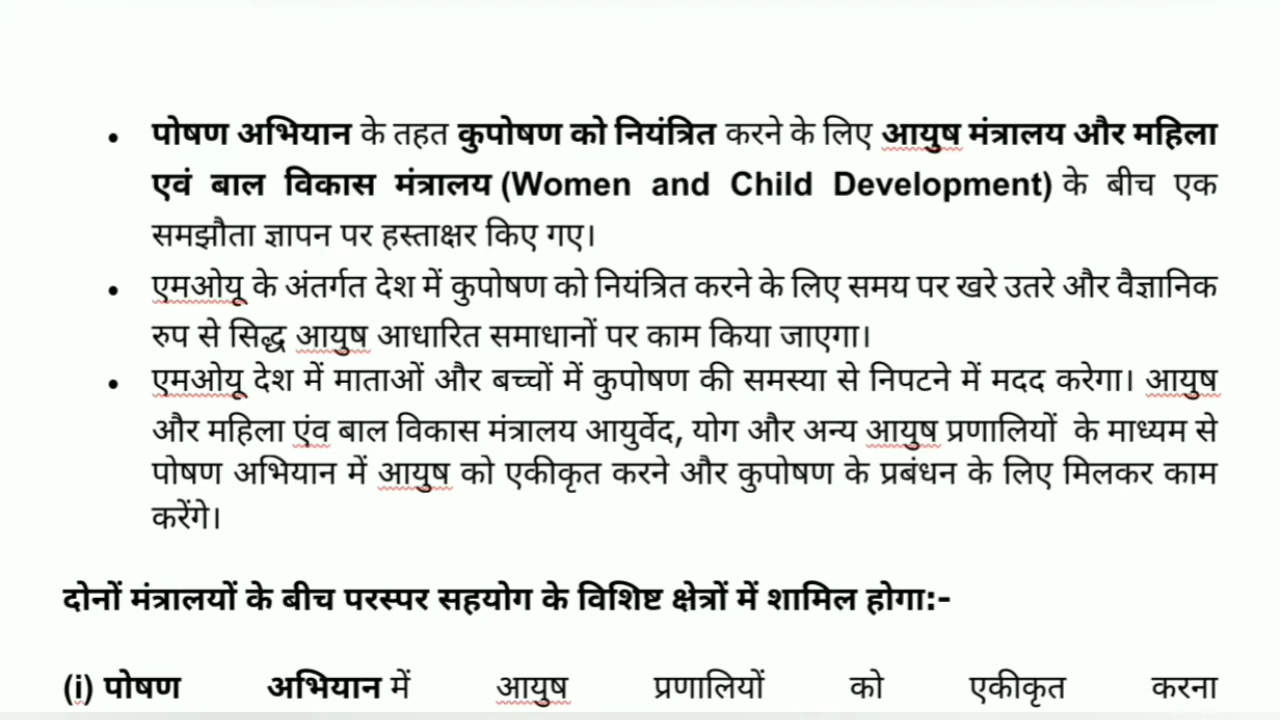 • पोषण अभियान के तहत कुपोषण को नियंत्रित करने के लिए आयुष मंत्रालय और महिला
एवं बाल विकास मंत्रालय (Women and Child Development) के बीच एक
समझौता ज्ञापन पर हस्ताक्षर किए गए।
• एमओयू के अंतर्गत देश में कुपोषण को नियंत्रित करने के लिए समय पर खरे उतरे और वैज्ञानिक
रुप से सिद्ध आयुष आधारित समाधानों पर काम किया जाएगा।
• एमओयू देश में माताओं और बच्चों में कुपोषण की समस्या से निपटने में मदद करेगा। आयुष
और महिला एंव बाल विकास मंत्रालय आयुर्वेद, योग और अन्य आयुष प्रणालियों के माध्यम से
पोषण अभियान में आयुष को एकीकृत करने और कुपोषण के प्रबंधन के लिए मिलकर काम
करेंगे।
दोनों मंत्रालयों के बीच परस्पर सहयोग के विशिष्ट क्षेत्रों में शामिल होगा:-
(i) पोषण अभियान में आयुष प्रणालियों को एकीकृत करना